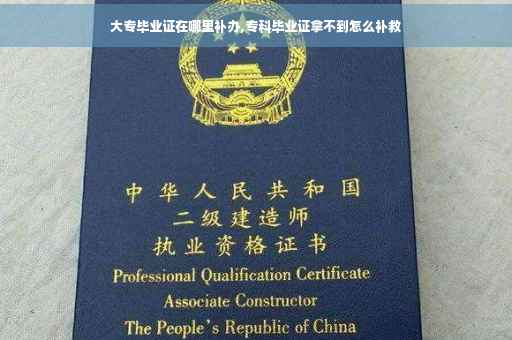 大专毕业证在哪里补办,专科毕业证拿不到怎么补救
中华人民共和国
二级建造师
执业资格证书
Professional Qualification Certificate
Associate Constructor
The People's Republic of China